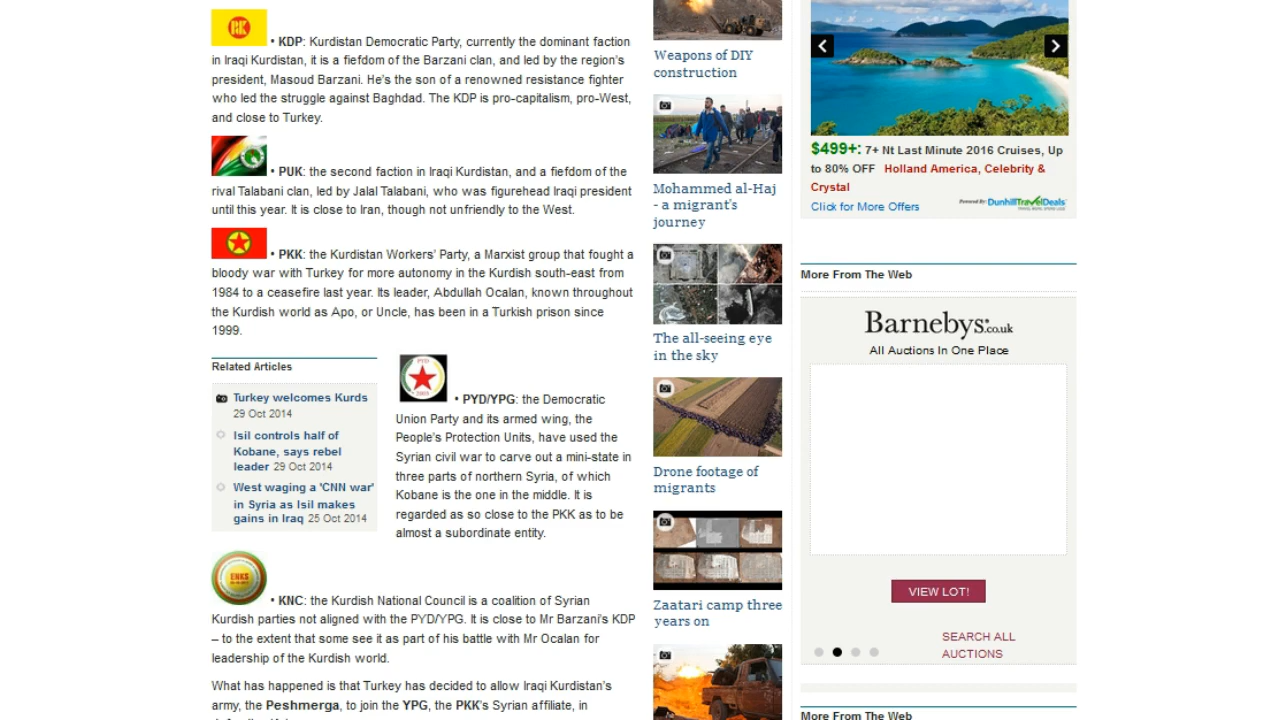 • KDP: Kurdistan Democratic Party, currently the dominant faction
in Iraqi Kurdistan, it is a fiefdom of the Barzani clan, and led by the region's
president, Masoud Barzani. He's the son of a renowned resistance fighter
who led the struggle against Baghdad. The KDP is pro-capitalism, pro-West,
and close to Turkey.
• PUK: the second faction in Iraqi Kurdistan, and a fiefdom of the
rival Talabani clan, led by Jalal Talabani, who was figurehead Iraqi president
until this year. It is close to Iran, though not unfriendly to the West.
• PKK: the Kurdistan Workers' Party, a Marxist group that fought a
bloody war with Turkey for more autonomy in the Kurdish south-east from
1984 to a ceasefire last year. Its leader, Abdullah Ocalan, known throughout
the Kurdish world as Apo, or Uncle, has been in a Turkish prison since
1999.
Related Articles
Turkey welcomes Kurds
29 Oct 2014
Isil controls half of
Kobane, says rebel
leader 29 Oct 2014
West waging a 'CNN war'
in Syria as Isil makes
gains in Iraq 25 Oct 2014
PYD
2003
• PYD/YPG: the Democratic
Union Party and its armed wing, the
People's Protection Units, have used the
Syrian civil war to carve out a mini-state in
three parts of northern Syria, of which
Kobane is the one in the middle. It is
regarded as so close to the PKK as to be
almost a subordinate entity.
ENKS
• KNC: the Kurdish National Council is a coalition of Syrian
Kurdish parties not aligned with the PYD/YPG. It is close to Mr Barzani's KDP
– to the extent that some see it as part of his battle with Mr Ocalan for
leadership of the Kurdish world.
What has happened is that Turkey has decided to allow Iraqi Kurdistan's
army, the Peshmerga, to join the YPG, the PKK's Syrian affiliate, in
Weapons of DIY
construction
Mohammed al-Haj
- a migrant's
journey
The all-seeing eye
in the sky
Drone footage of
migrants
Zaatari camp three
years on
$499+: 7+ Nt Last Minute 2016 Cruises, Up
to 80% OFF Holland America, Celebrity &
Crystal
Click for More Offers
Powered By: DunhillTravelDeals
More From The Web
Barnebys.co.uk
All Auctions In One Place
VIEW LOT!
SEARCH ALL
AUCTIONS
More From The Web